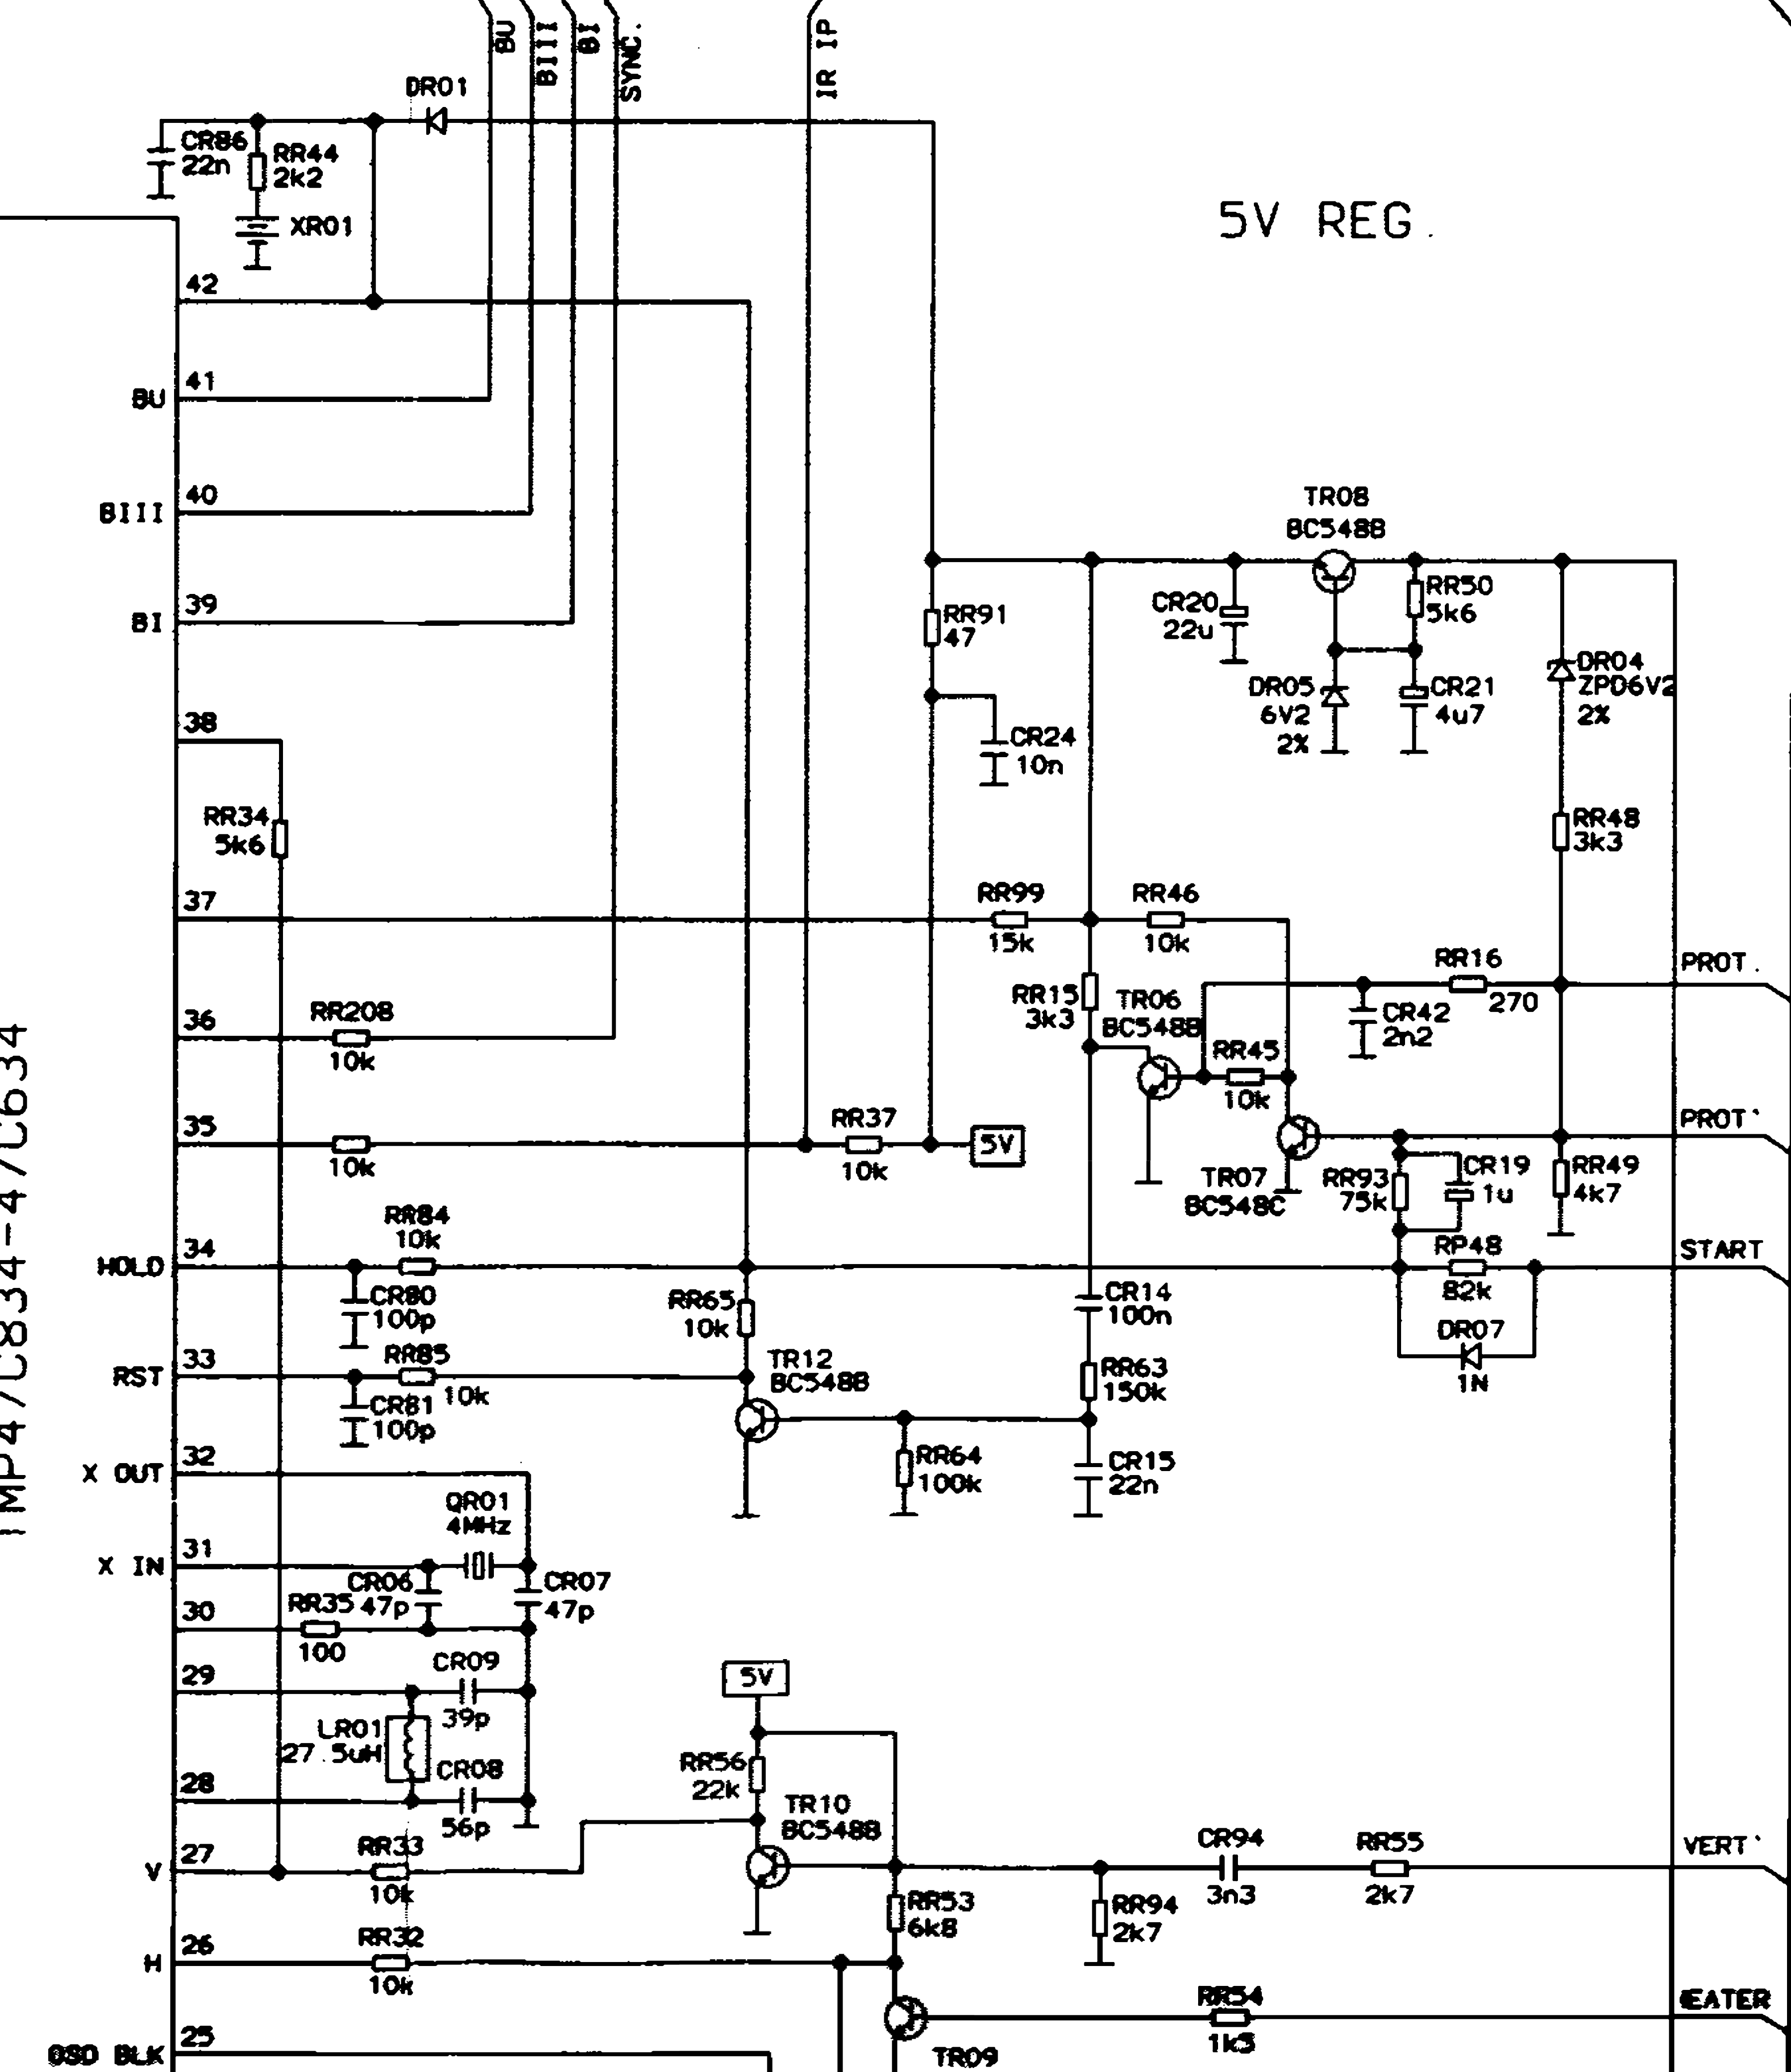 BU
BIII
BI
SYNC.
IR IP
DR01
CR86
22n
RR44
2k2
XR01
5V REG.
42
41
BU
40
BIII
39
BI
TR08
BC548B
CR20
22u
RR50
5k6
RR91
47
DR05
6V2
2%
CR21
4u7
DR04
ZPD6V2
2%
38
CR24
10n
RR34
5k6
RR48
3k3
37
RR99
15k
RR46
10k
RR16
270
PROT.
RR15
3k3
TR06
BC548B
CR42
2n2
36
RR208
10k
RR45
10k
TMP47C834-47C634
35
10k
RR37
10k
5V
PROT'
TR07
BC548C
RR93
75k
CR19
1u
RR49
4k7
HOLD
34
RR84
10k
RP48
82k
START
CR80
100p
RR65
10k
CR14
100n
DR07
1N
RST
33
RR85
10k
TR12
BC548B
RR63
150k
CR81
100p
RR64
100k
CR15
22n
X OUT
32
QR01
4MHz
X IN
31
CR06
47p
CR07
47p
30
RR35
100
29
CR09
39p
5V
LR01
27.5uH
RR56
22k
28
CR08
56p
TR10
BC548B
V
27
RR33
10k
CR94
3n3
RR55
2k7
VERT'
RR53
6k8
RR94
2k7
H
26
RR32
10k
RR54
EATER
OSD BLK
25
TR09